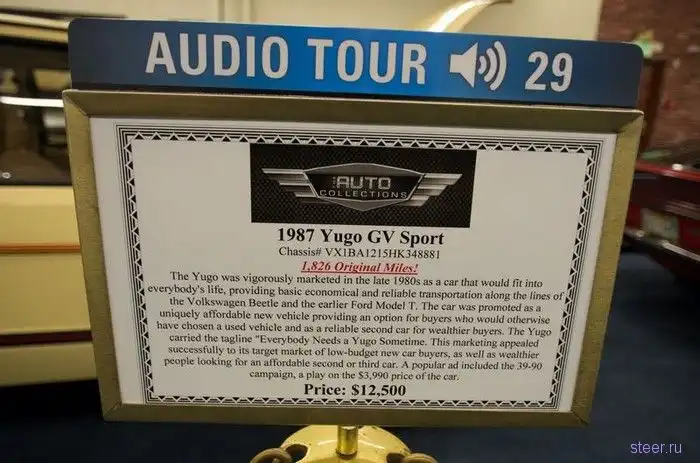 AUDIO TOUR 29
THE AUTO
COLLECTIONS
1987 Yugo GV Sport
Chassis# VX1BA1215HK348881
1,826 Original Miles!
The Yugo was vigorously marketed in the late 1980s as a car that would fit into
everybody's life, providing basic economical and reliable transportation along the lines of
the Volkswagen Beetle and the earlier Ford Model T. The car was promoted as a
uniquely affordable new vehicle providing an option for buyers who would otherwise
have chosen a used vehicle and as a reliable second car for wealthier buyers. The Yugo
carried the tagline "Everybody Needs a Yugo Sometime. This marketing appealed
successfully to its target market of low-budget new car buyers, as well as wealthier
people looking for an affordable second or third car. A popular ad included the 39-90
campaign, a play on the $3,990 price of the car.
Price: $12,500
steer.ru